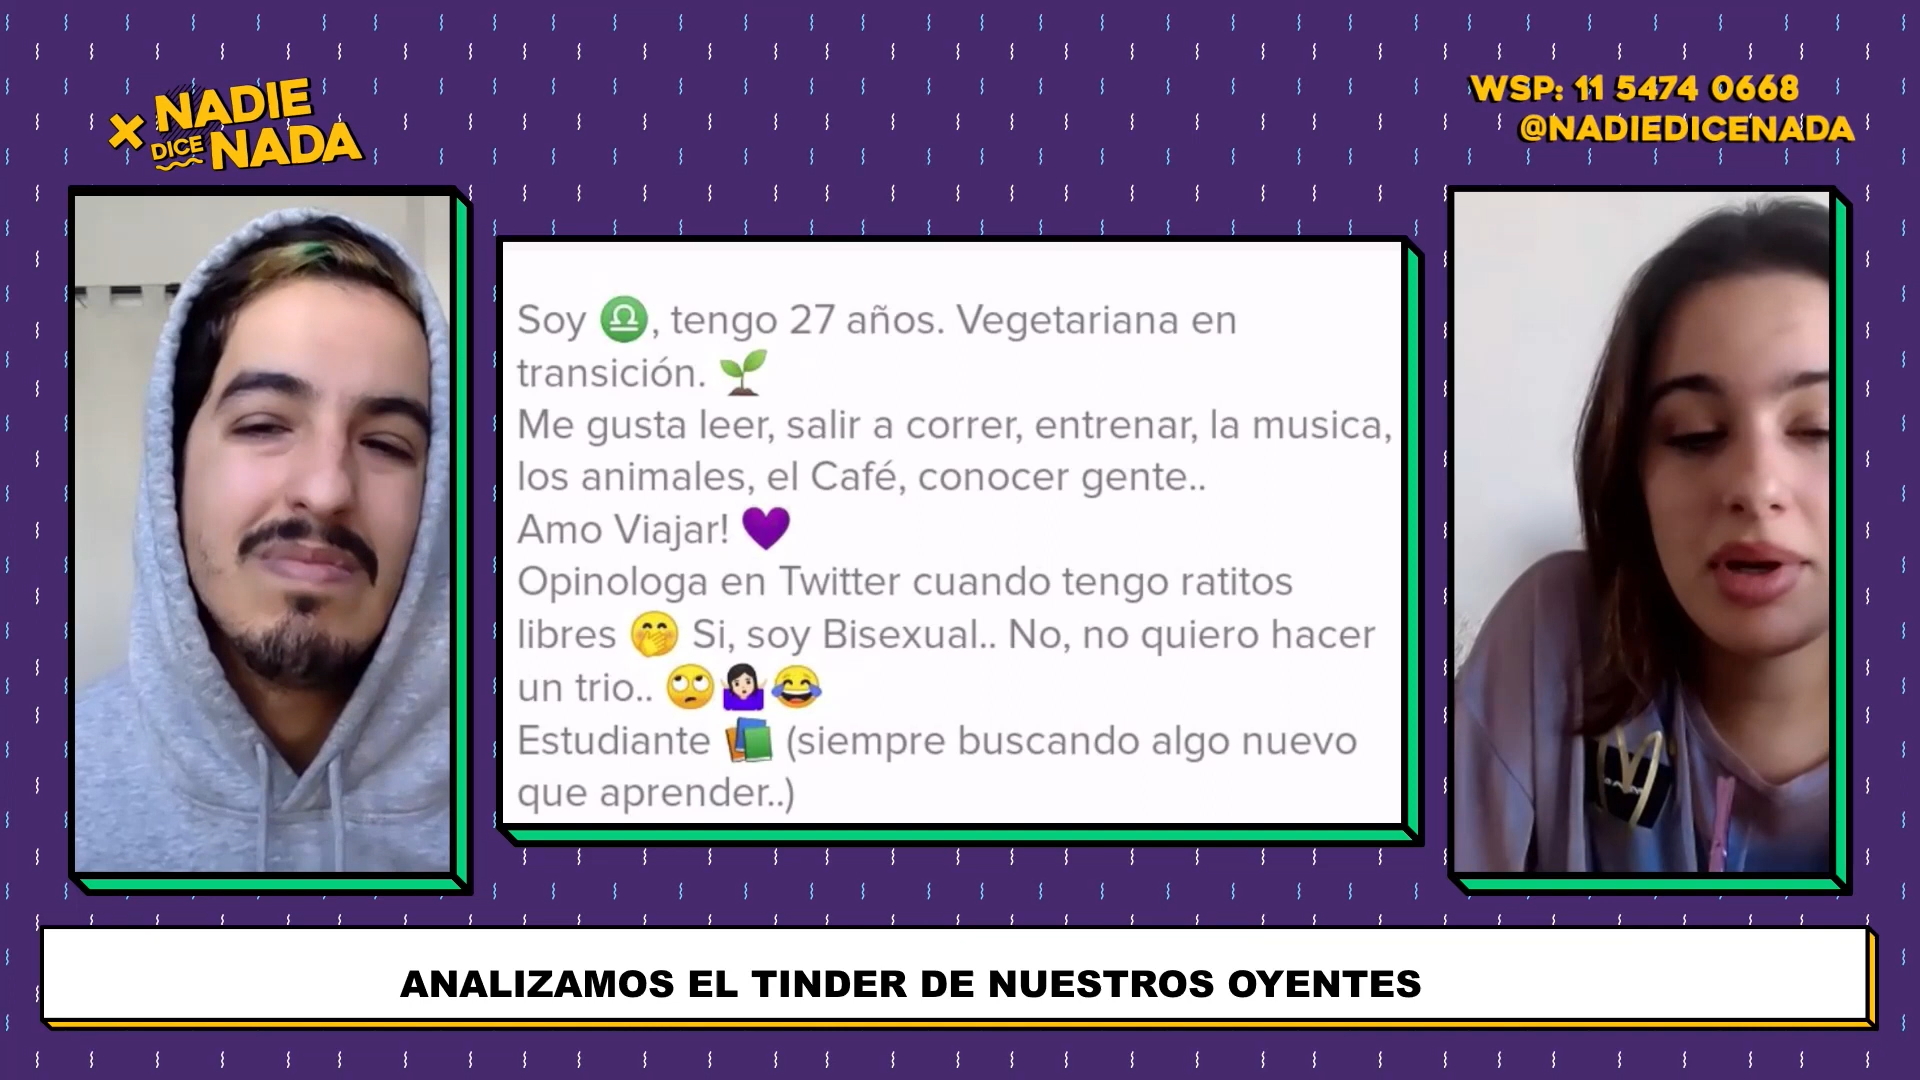 NADIE
DICE NADA
WSP: 11 5474 0668
@NADIEDICENADA
Soy ♎, tengo 27 años. Vegetariana en
transición. 🌱
Me gusta leer, salir a correr, entrenar, la musica,
los animales, el Café, conocer gente..
Amo Viajar! 💜
Opinologa en Twitter cuando tengo ratitos
libres 🤭 Si, soy Bisexual.. No, no quiero hacer
un trio.. 🙄🤷🏻‍♀️😂
Estudiante 📚 (siempre buscando algo nuevo
que aprender..)
ANALIZAMOS EL TINDER DE NUESTROS OYENTES